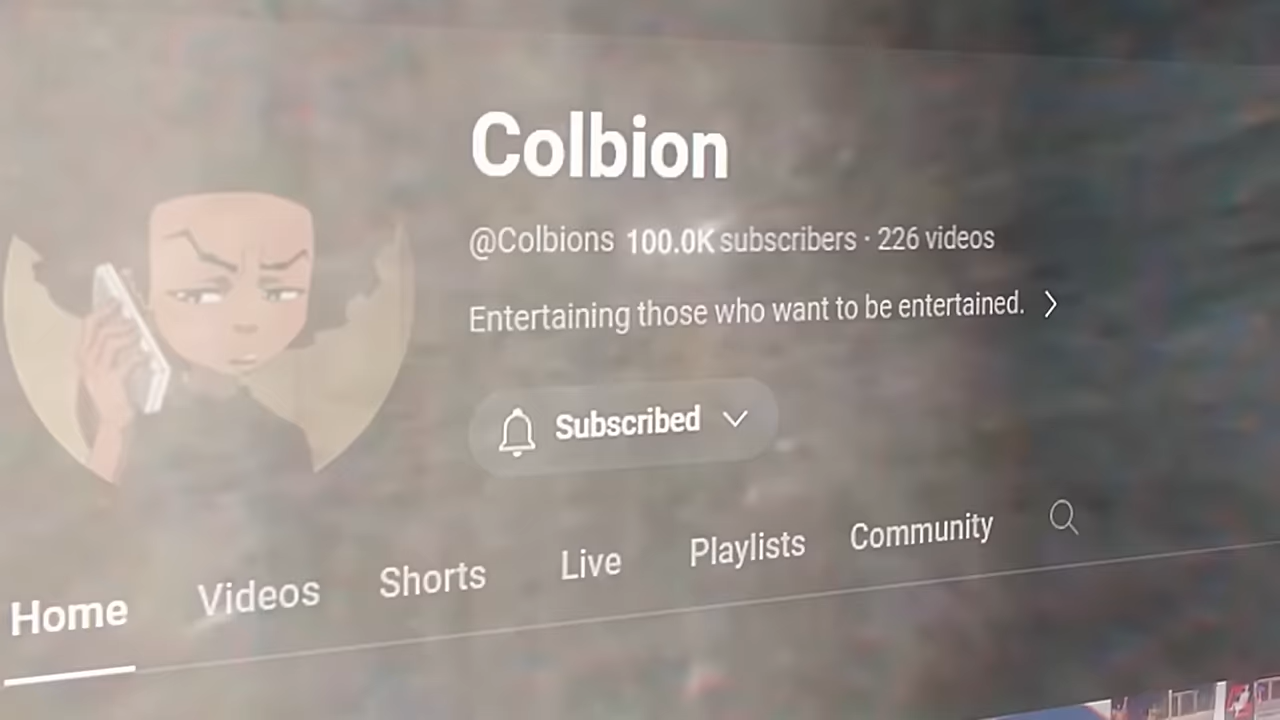 Colbion
@Colbions 100.0K subscribers · 226 videos
Entertaining those who want to be entertained.
Subscribed
Home Videos Shorts Live Playlists Community